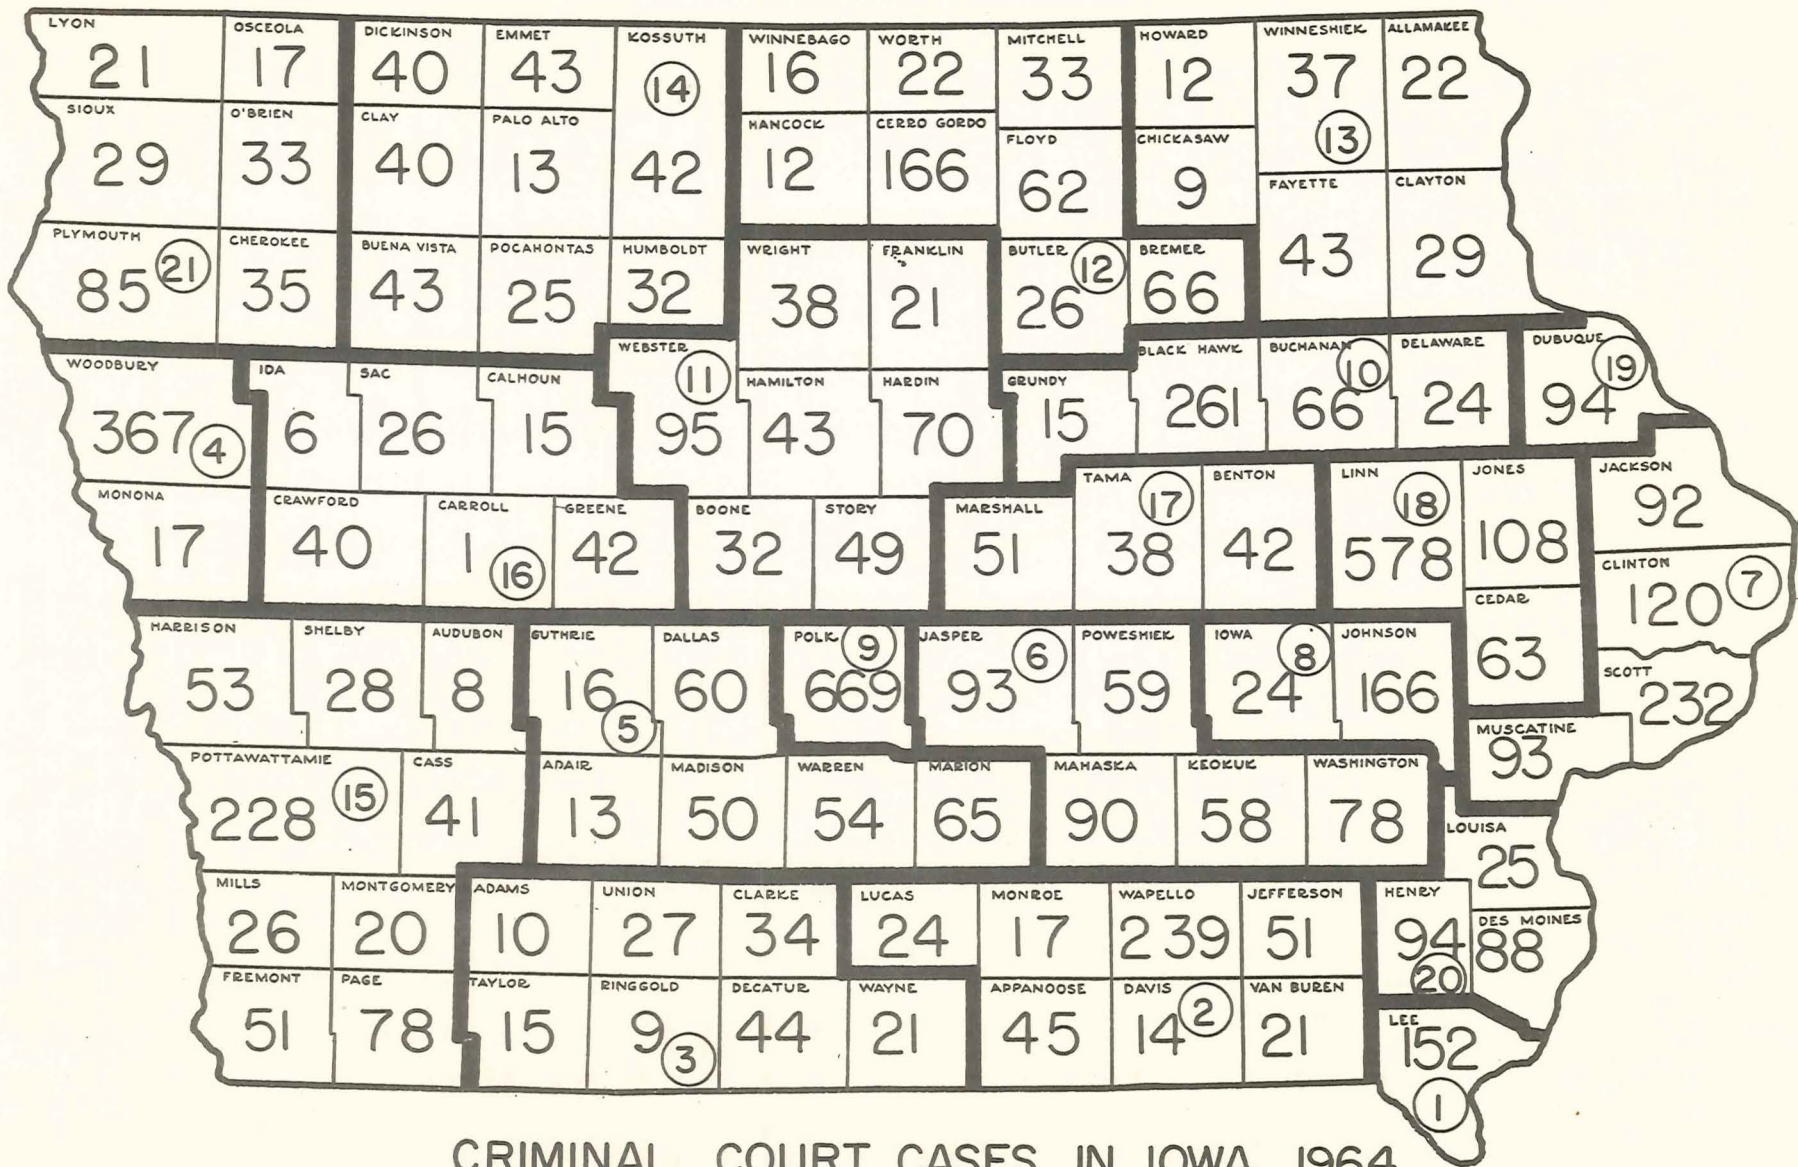 LYON OSCEOLA DICKINSON EMMET KOSSUTH WINNEBAGO WORTH MITCHELL HOWARD WINNESHIEK ALLAMAKEE
21 17 40 43 14 16 22 33 12 37 22
SIOUX O'BRIEN CLAY PALO ALTO HANCOCK CERRO GORDO FLOYD CHICKASAW 13
29 33 40 13 42 12 166 62 9 FAYETTE CLAYTON
43 29
PLYMOUTH CHEROKEE BUENA VISTA POCAHONTAS HUMBOLDT WRIGHT FRANKLIN BUTLER BREMER
85 21 35 43 25 32 38 21 26 12 66
WOODBURY IDA SAC CALHOUN WEBSTER HAMILTON HARDIN GRUNDY BLACK HAWK BUCHANAN DELAWARE DUBUQUE
367 4 6 26 15 11 95 43 70 15 261 66 10 24 94 19
MONONA CRAWFORD CARROLL GREENE BOONE STORY MARSHALL TAMA BENTON LINN JONES JACKSON
17 40 1 16 42 32 49 51 17 38 42 18 578 108 92
CLINTON
120 7
CEDAR
63
HARRISON SHELBY AUDUBON GUTHRIE DALLAS POLK JASPER POWESHIEK IOWA JOHNSON SCOTT
53 28 8 16 5 60 9 669 93 6 59 24 8 166 232
MUSCATINE
93
POTTAWATTAMIE CASS ADAIR MADISON WARREN MARION MAHASKA KEOKUK WASHINGTON
228 15 41 13 50 54 65 90 58 78
LOUISA
25
MILLS MONTGOMERY ADAMS UNION CLARKE LUCAS MONROE WAPELLO JEFFERSON HENRY DES MOINES
26 20 10 27 34 24 17 239 51 94 20 88
FREMONT PAGE TAYLOR RINGGOLD DECATUR WAYNE APPANOOSE DAVIS VAN BUREN LEE
51 78 15 9 3 44 21 45 14 2 21 152
1
CRIMINAL COURT CASES IN IOWA 1964